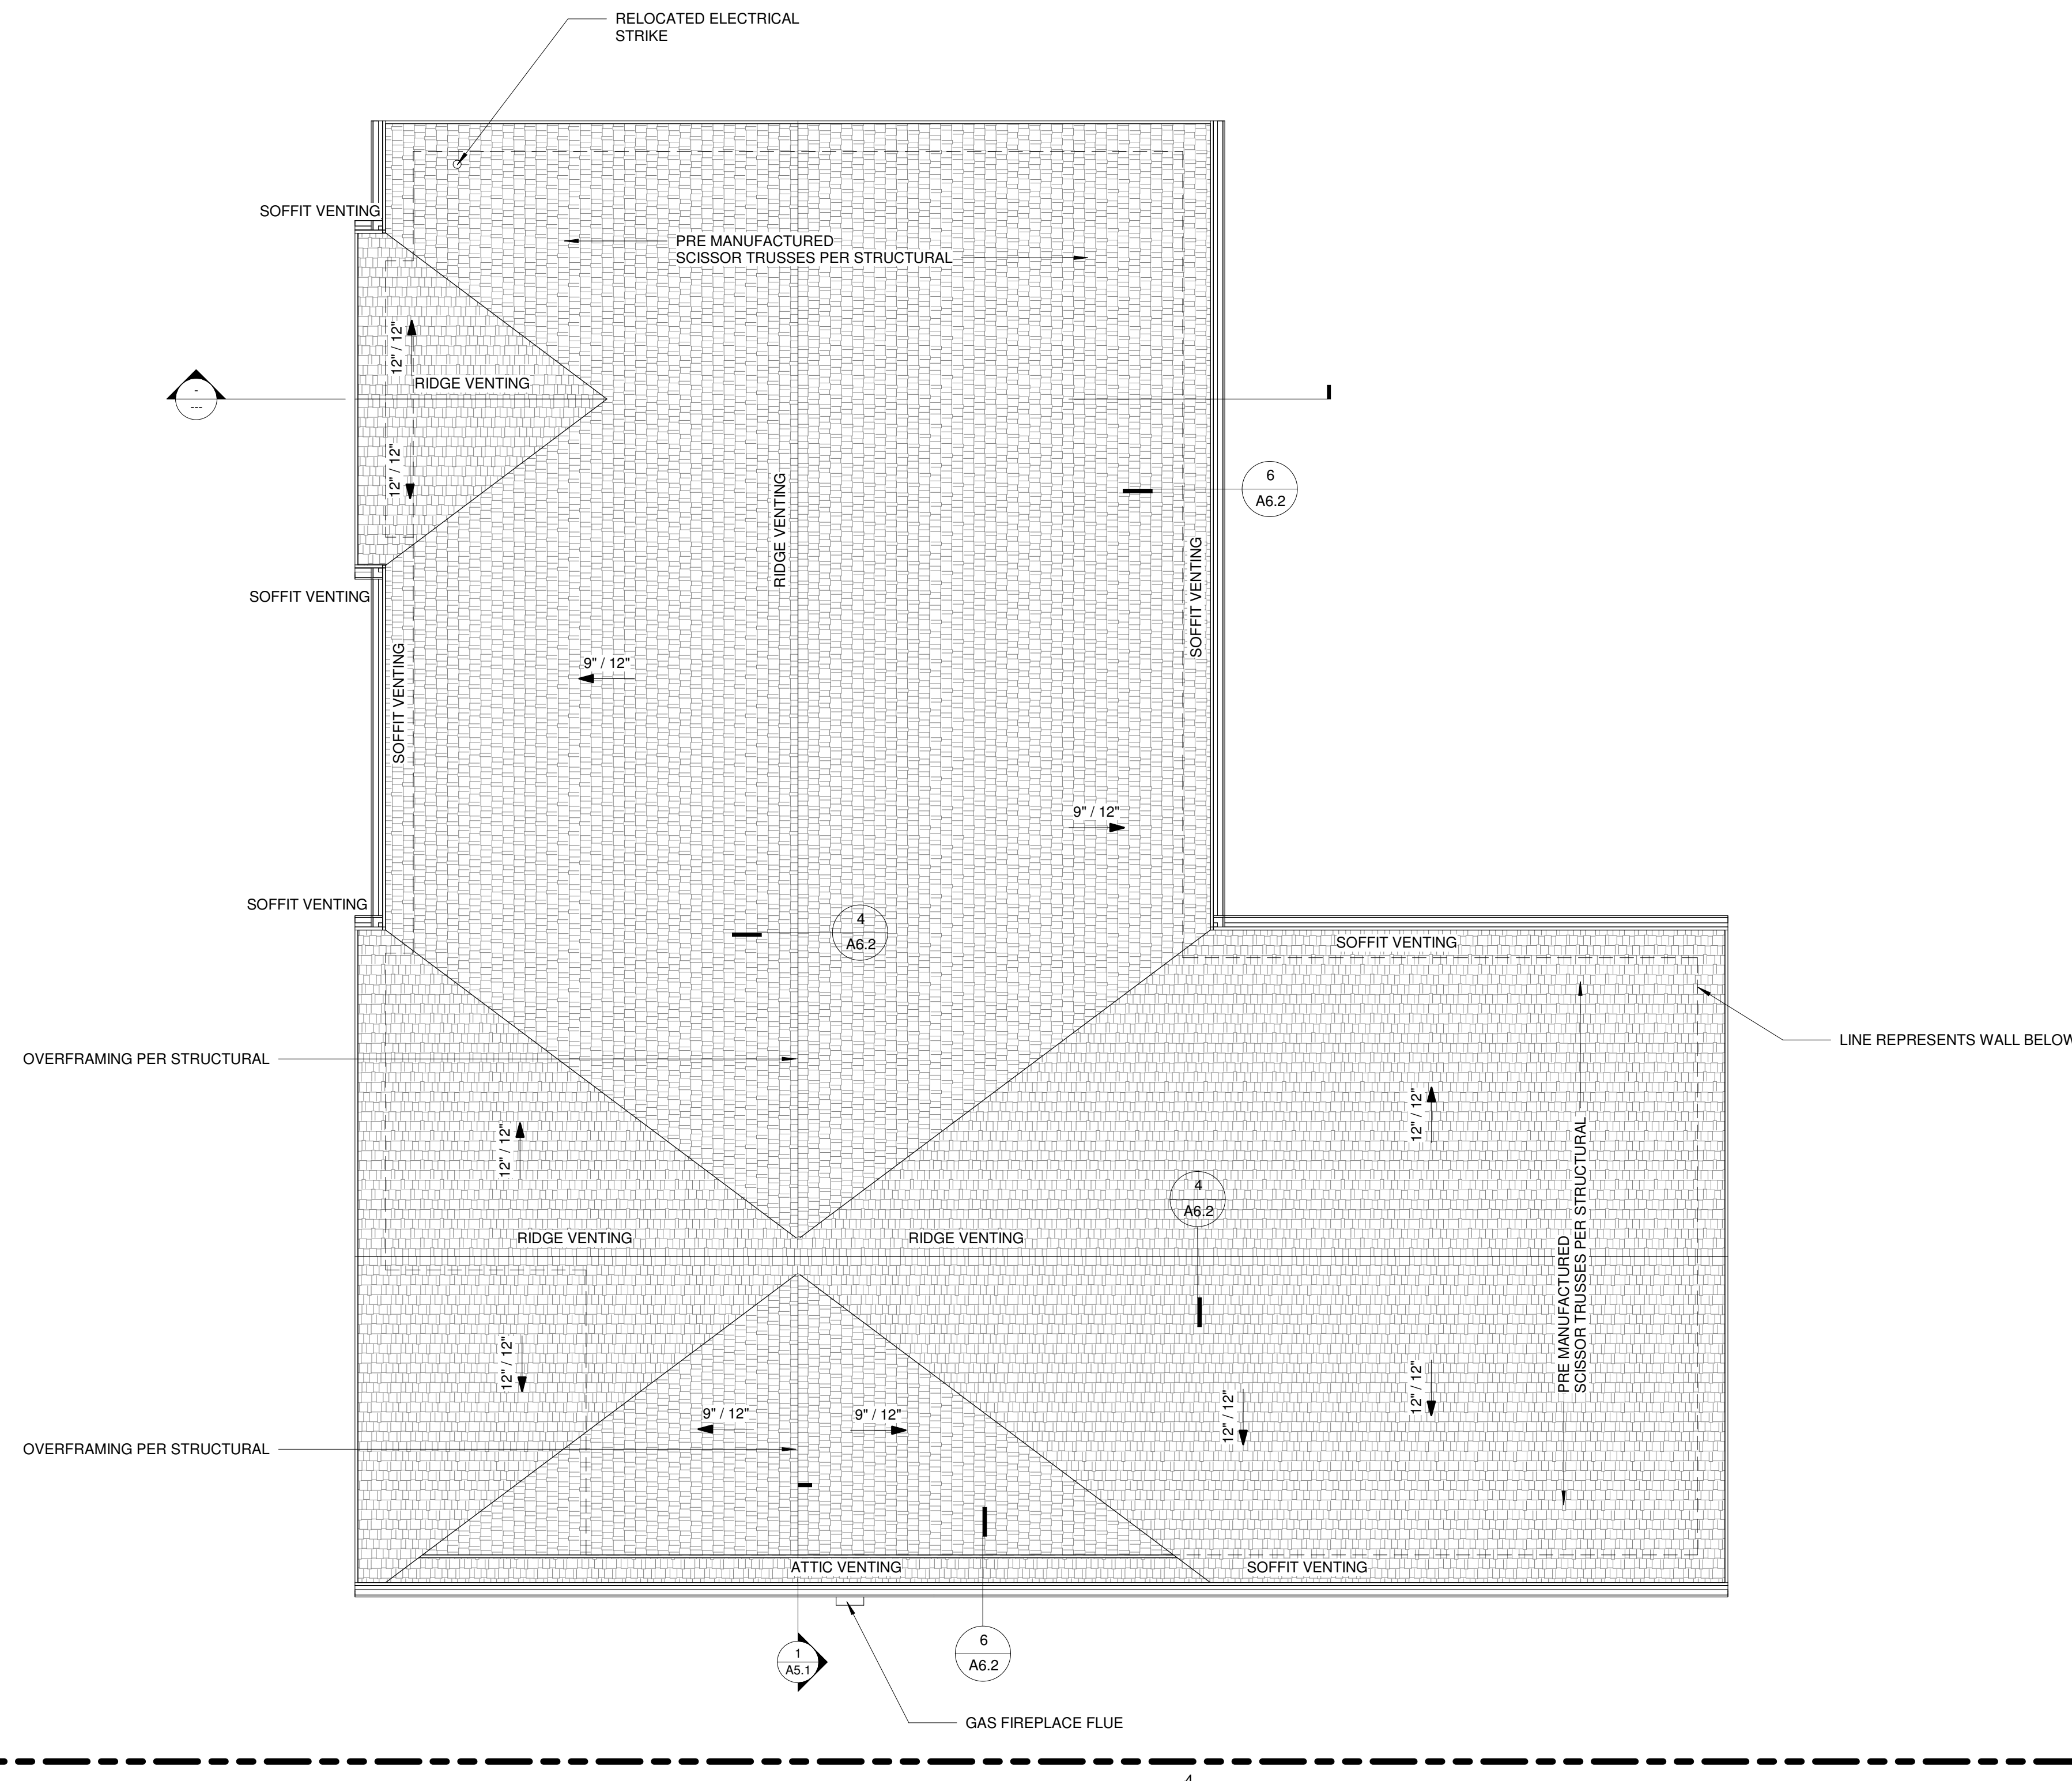 RELOCATED ELECTRICAL
STRIKE
SOFFIT VENTING
PRE MANUFACTURED
SCISSOR TRUSSES PER STRUCTURAL
12" / 12"
RIDGE VENTING
-
---
12" / 12"
6
A6.2
RIDGE VENTING
SOFFIT VENTING
SOFFIT VENTING
SOFFIT VENTING
9" / 12"
9" / 12"
SOFFIT VENTING
4
A6.2
SOFFIT VENTING
LINE REPRESENTS WALL BELOW
OVERFRAMING PER STRUCTURAL
12" / 12"
12" / 12"
4
A6.2
RIDGE VENTING
RIDGE VENTING
PRE MANUFACTURED
SCISSOR TRUSSES PER STRUCTURAL
12" / 12"
9" / 12"
9" / 12"
12" / 12"
12" / 12"
OVERFRAMING PER STRUCTURAL
ATTIC VENTING
SOFFIT VENTING
1
A5.1
6
A6.2
GAS FIREPLACE FLUE